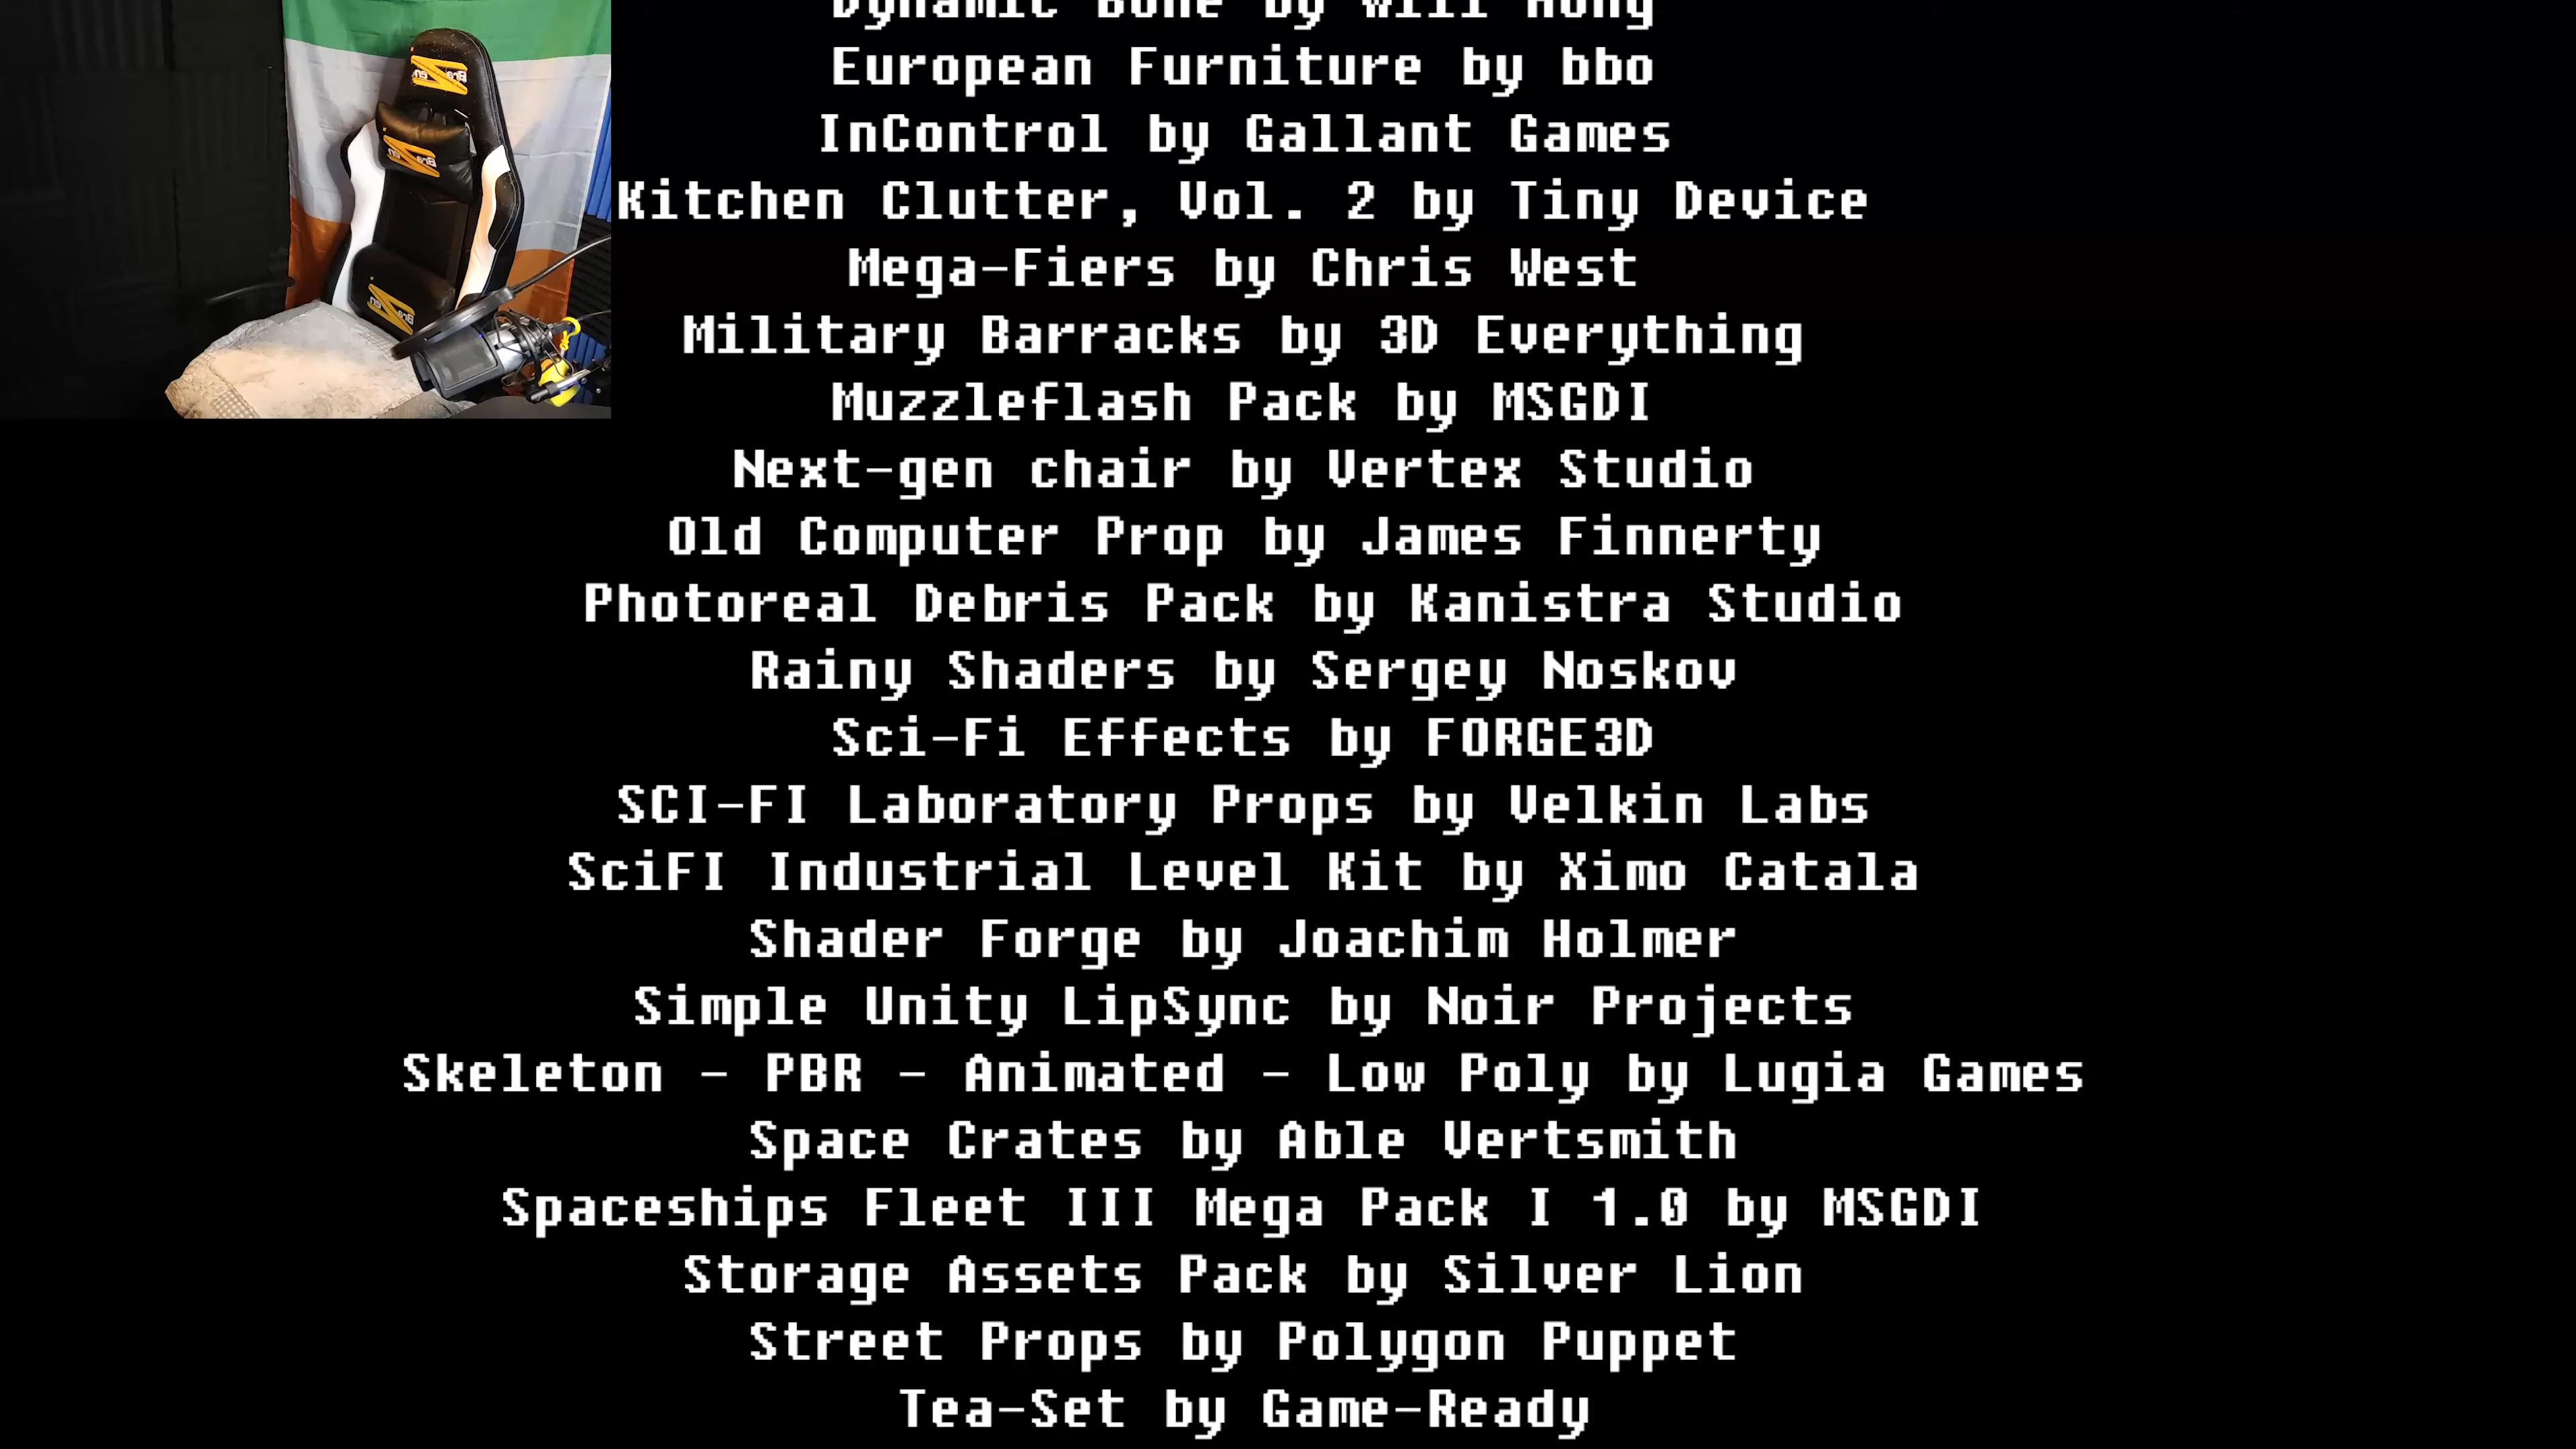 Dynamic Bone by Will Hong
European Furniture by bbo
InControl by Gallant Games
Kitchen Clutter, Vol. 2 by Tiny Device
Mega-Fiers by Chris West
Military Barracks by 3D Everything
Muzzleflash Pack by MSGDI
Next-gen chair by Vertex Studio
Old Computer Prop by James Finnerty
Photoreal Debris Pack by Kanistra Studio
Rainy Shaders by Sergey Noskov
Sci-Fi Effects by FORGE3D
SCI-FI Laboratory Props by Velkin Labs
SciFI Industrial Level Kit by Ximo Catala
Shader Forge by Joachim Holmer
Simple Unity LipSync by Noir Projects
Skeleton - PBR - Animated - Low Poly by Lugia Games
Space Crates by Able Vertsmith
Spaceships Fleet III Mega Pack I 1.0 by MSGDI
Storage Assets Pack by Silver Lion
Street Props by Polygon Puppet
Tea-Set by Game-Ready